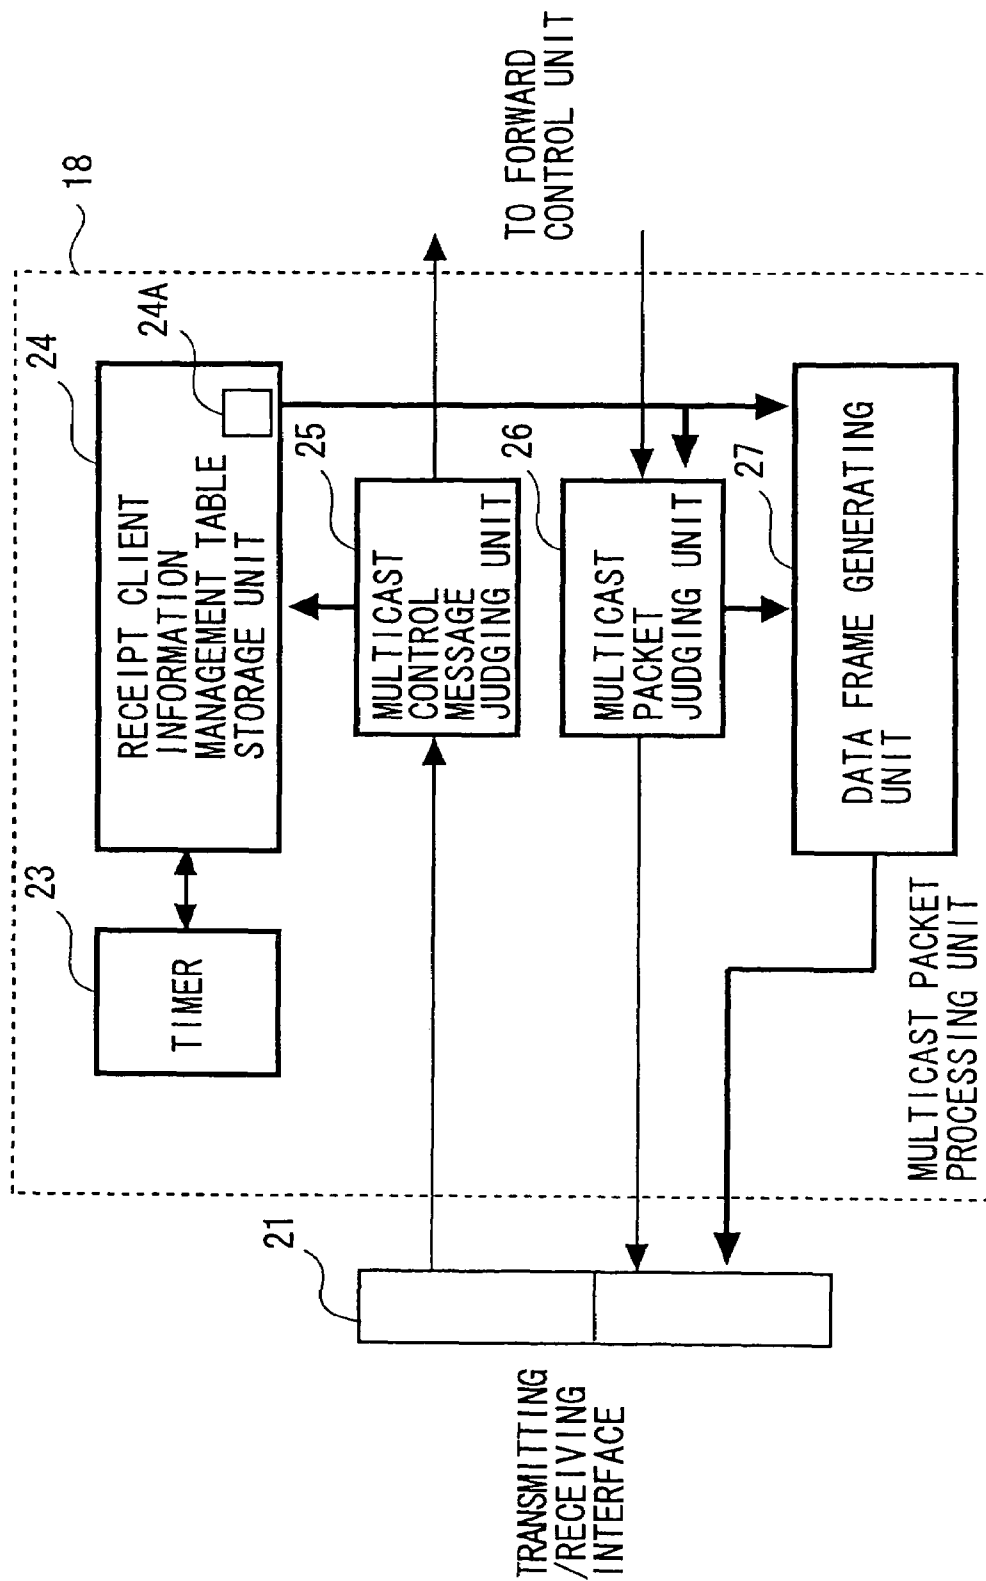 18
24
RECEIPT CLIENT
INFORMATION
MANAGEMENT TABLE
STORAGE UNIT
24A
23
TIMER
25
MULTICAST
CONTROL
MESSAGE
JUDGING UNIT
TO FORWARD
CONTROL UNIT
21
TRANSMITTING
/RECEIVING
INTERFACE
26
MULTICAST
PACKET
JUDGING UNIT
27
DATA FRAME GENERATING
UNIT
MULTICAST PACKET
PROCESSING UNIT